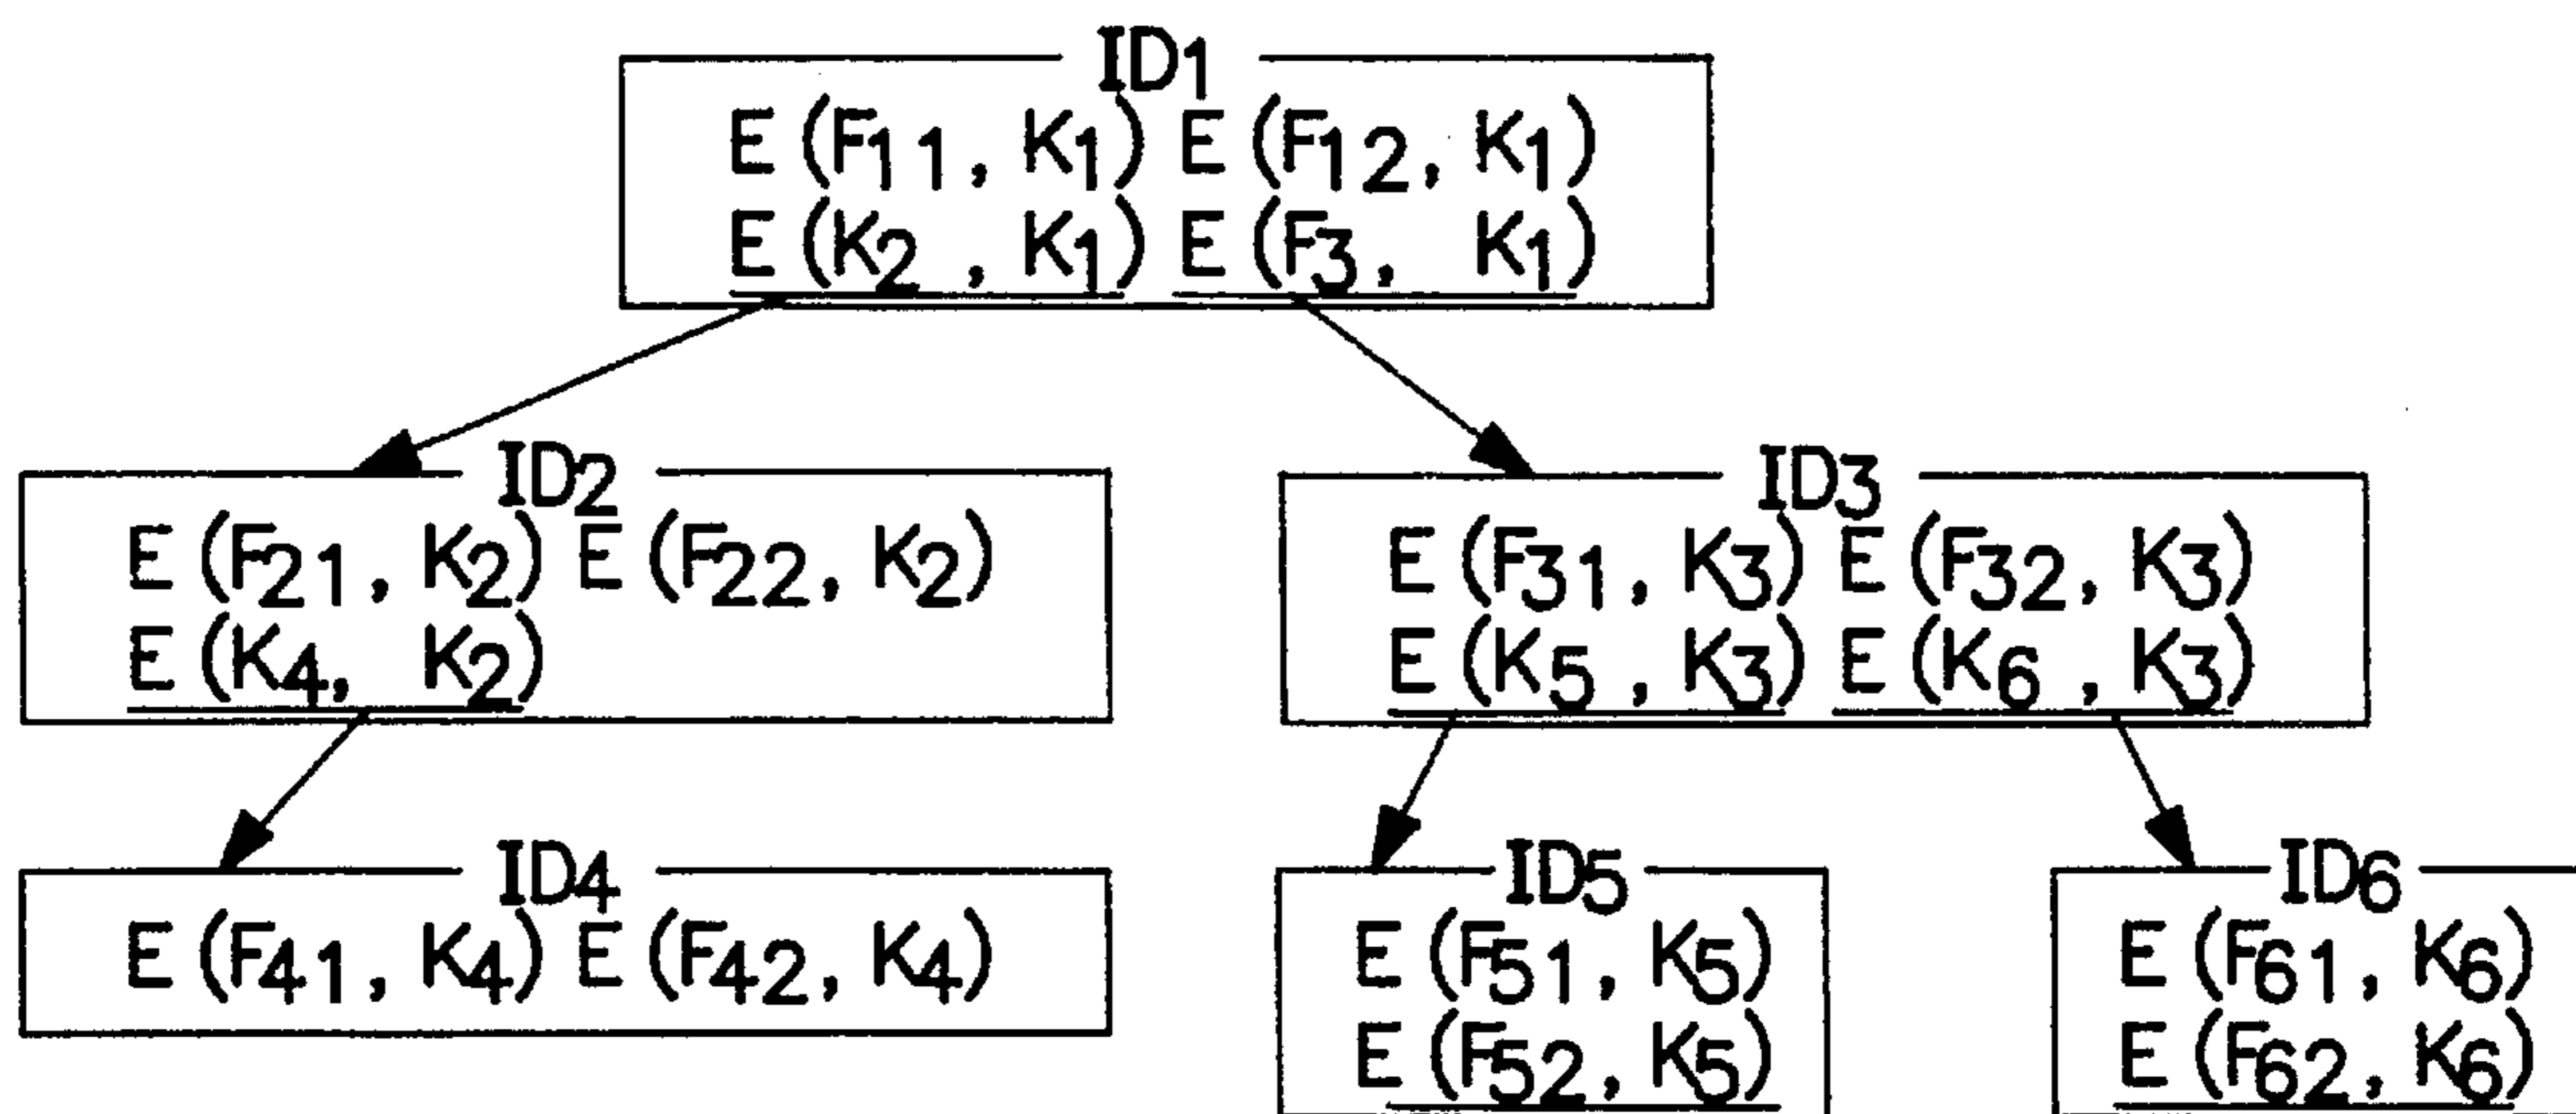 ID1
E (F11, K1) E (F12, K1)
E (K2 , K1) E (F3, K1)
ID2
E (F21, K2) E (F22, K2)
E (K4, K2)
ID3
E (F31, K3) E (F32, K3)
E (K5 , K3) E (K6 , K3)
ID4
E (F41, K4) E (F42, K4)
ID5
E (F51, K5)
E (F52, K5)
ID6
E (F61, K6)
E (F62, K6)